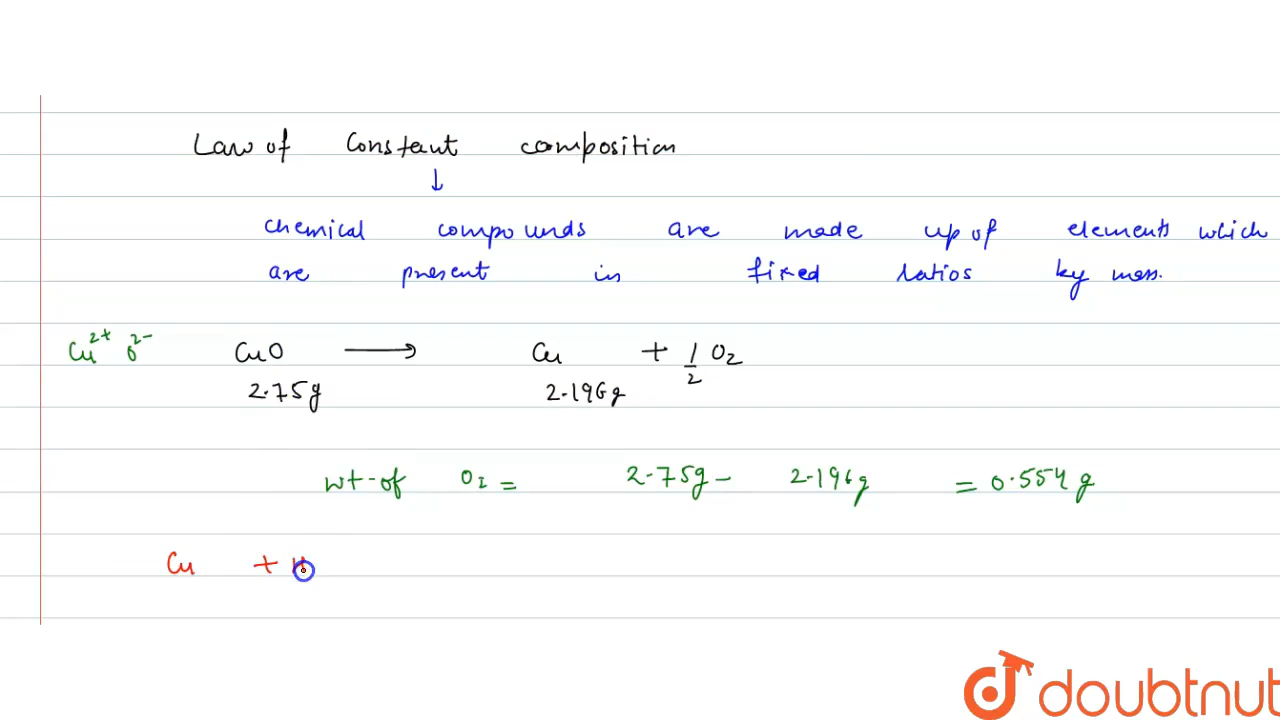 Law of Constant composition
↓
chemical compounds are made up of elements which
are present in fixed ratios by mass.
Cu²⁺ O²⁻ CuO → Cu + 1/2 O₂
2.75g 2.196g
wt. of O₂ = 2.75g - 2.196g = 0.554g
Cu + H
doubtnut